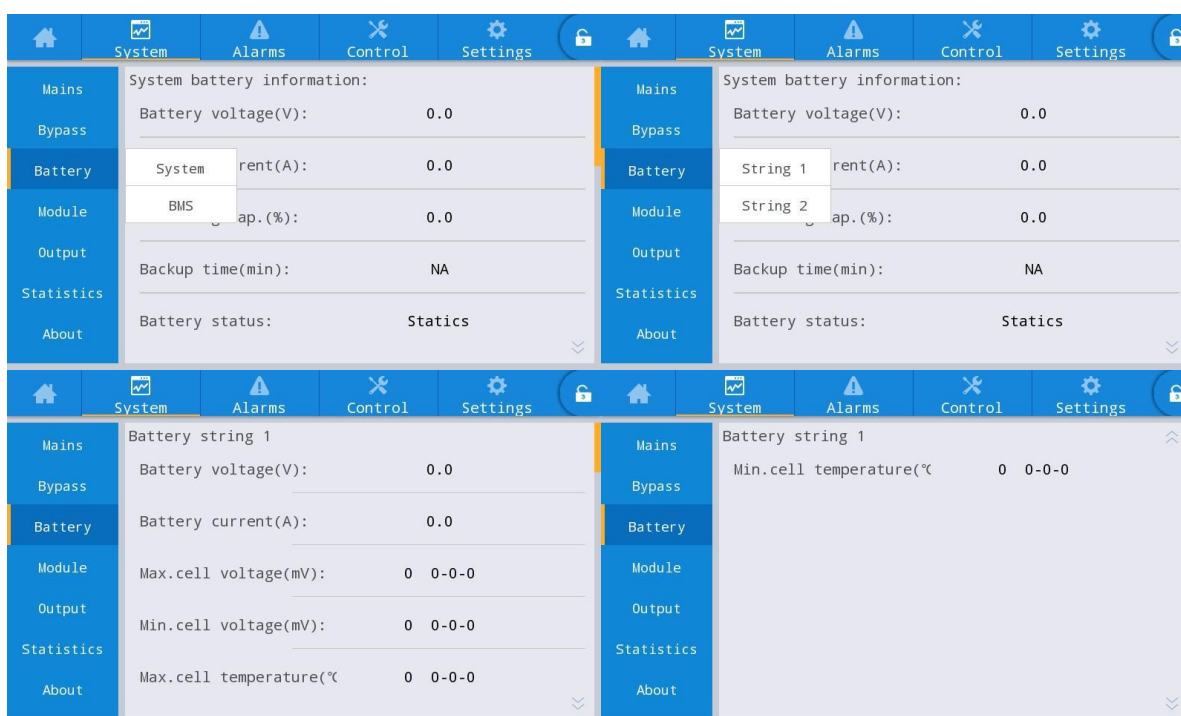 System Alarms Control Settings
Mains
Bypass
Battery
Module
Output
Statistics
About
System battery information:
Battery voltage(V): 0.0
System
BMS
rent(A): 0.0
ap.(%): 0.0
Backup time(min): NA
Battery status: Statics
System Alarms Control Settings
Mains
Bypass
Battery
Module
Output
Statistics
About
System battery information:
Battery voltage(V): 0.0
String 1
String 2
rent(A): 0.0
ap.(%): 0.0
Backup time(min): NA
Battery status: Statics
System Alarms Control Settings
Mains
Bypass
Battery
Module
Output
Statistics
About
Battery string 1
Battery voltage(V): 0.0
Battery current(A): 0.0
Max.cell voltage(mV): 0 0-0-0
Min.cell voltage(mV): 0 0-0-0
Max.cell temperature(℃ 0 0-0-0
System Alarms Control Settings
Mains
Bypass
Battery
Module
Output
Statistics
About
Battery string 1
Min.cell temperature(℃ 0 0-0-0